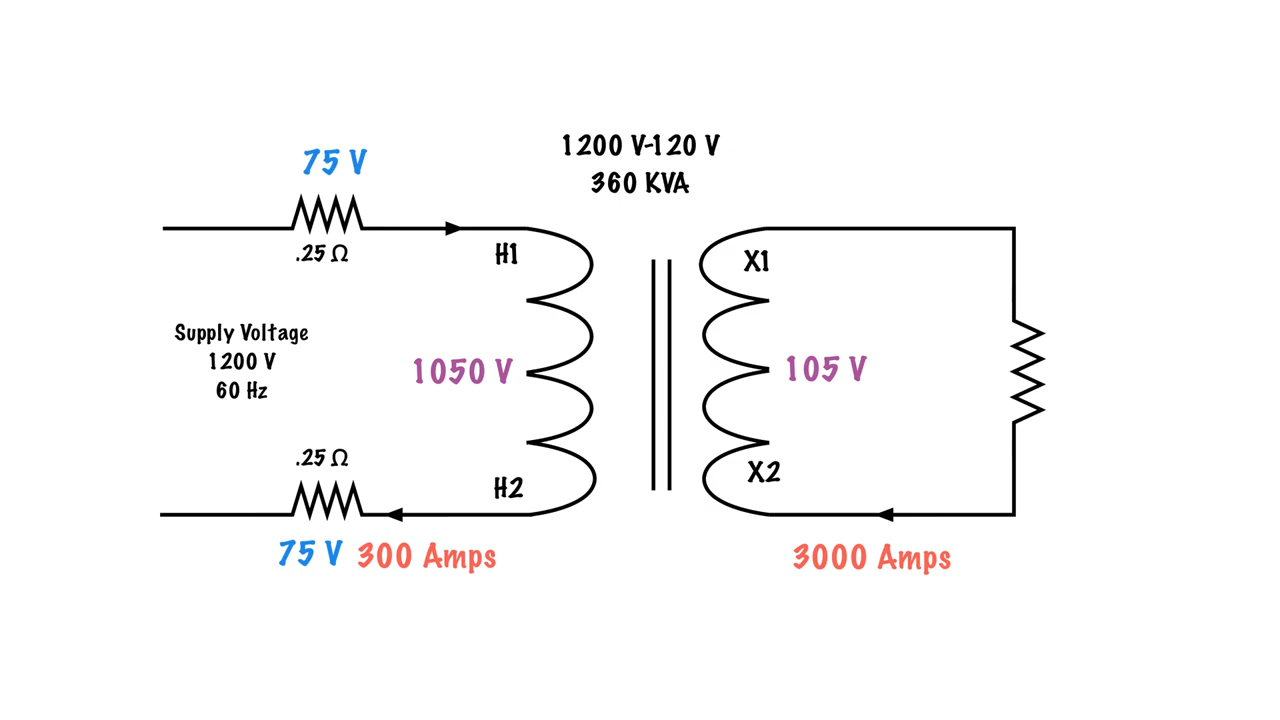 1200 V-120 V
360 KVA
75 V
.25 Ω
H1
X1
Supply Voltage
1200 V
60 Hz
1050 V
105 V
.25 Ω
H2
X2
75 V
300 Amps
3000 Amps